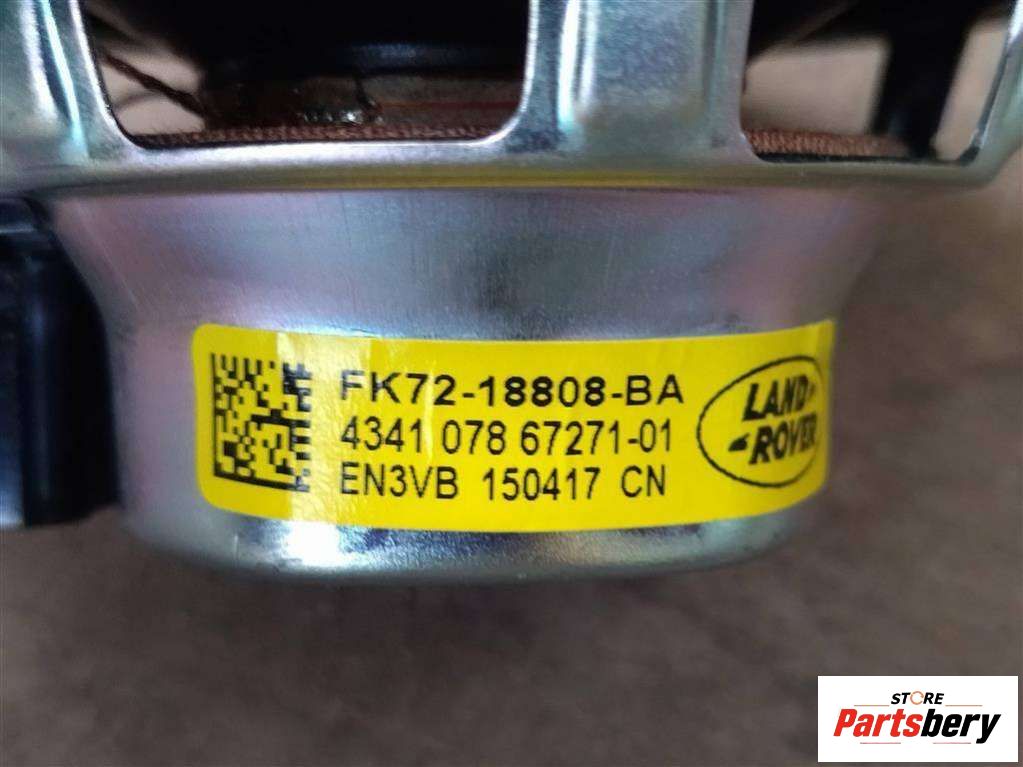 FK72-18808-BA
4341 078 67271-01
EN3VB 150417 CN
LAND
ROVER
STORE
Partsbery